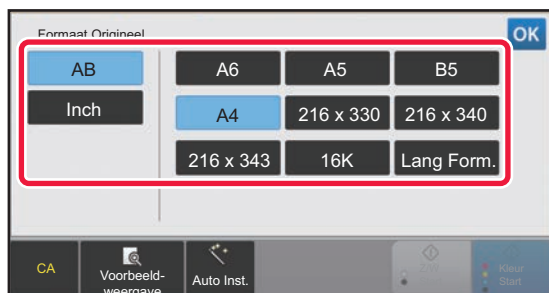 Formaat Origineel
OK
AB
A6
A5
B5
Inch
A4
216 x 330
216 x 340
216 x 343
16K
Lang Form.
CA
Voorbeeld-
weergave
Auto Inst.
Kleur
Start